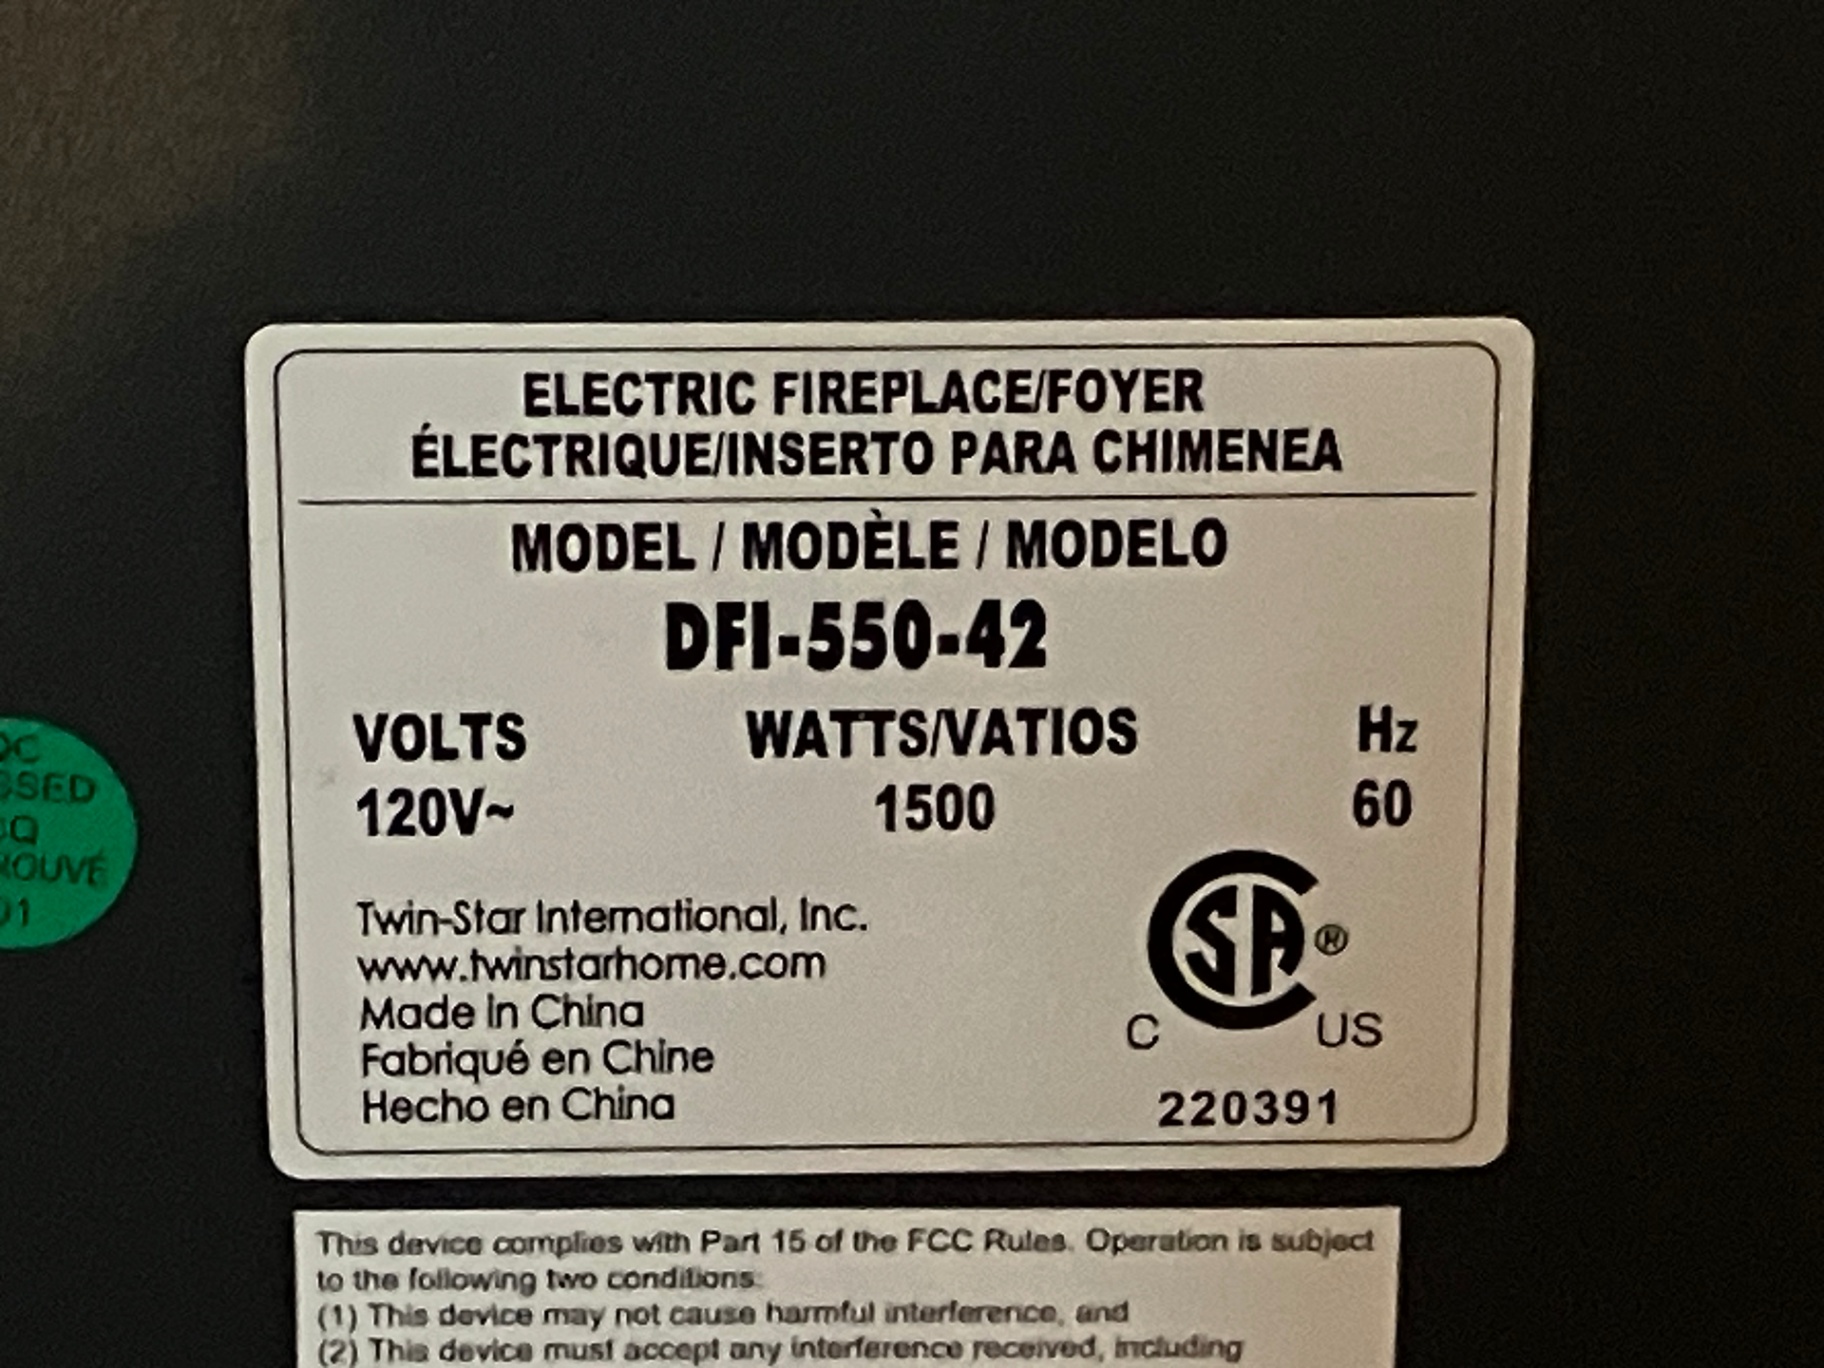 ELECTRIC FIREPLACE/FOYER
ÉLECTRIQUE/INSERTO PARA CHIMENEA
MODEL / MODÈLE / MODELO
DFI-550-42
VOLTS WATTS/VATIOS Hz
120V~ 1500 60
Twin-Star International, Inc.
www.twinstarhome.com
Made in China
Fabriqué en Chine
Hecho en China
CSA ®
C US
220391
This device complies with Part 15 of the FCC Rules. Operation is subject
to the following two conditions:
(1) This device may not cause harmful interference, and
(2) This device must accept any interference received, including